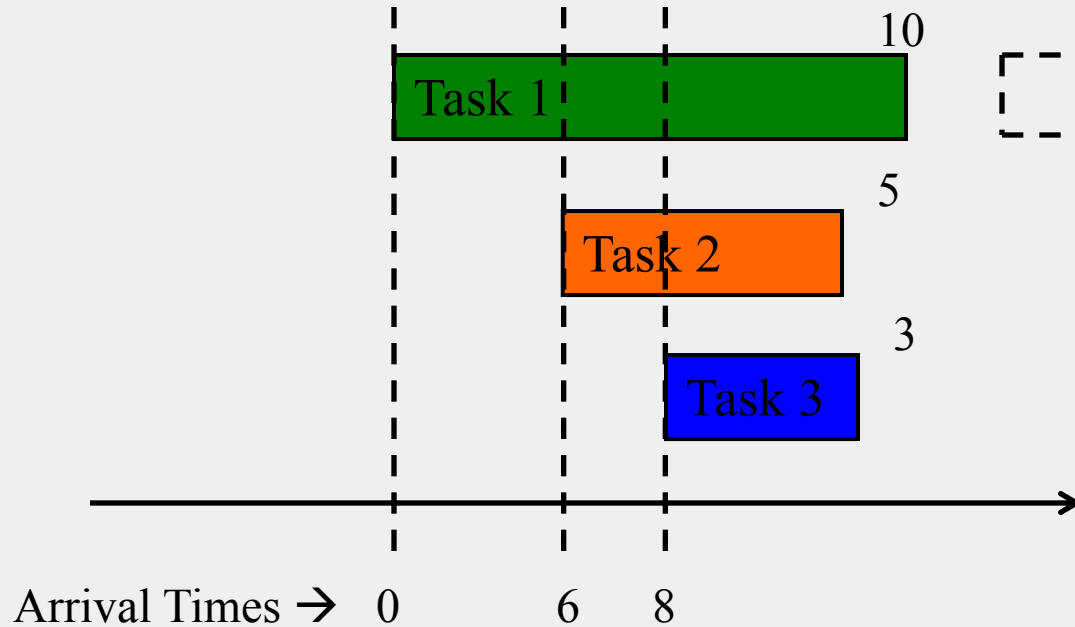 10
Task 1
5
Task 2
3
Task 3
Arrival Times → 0 6 8